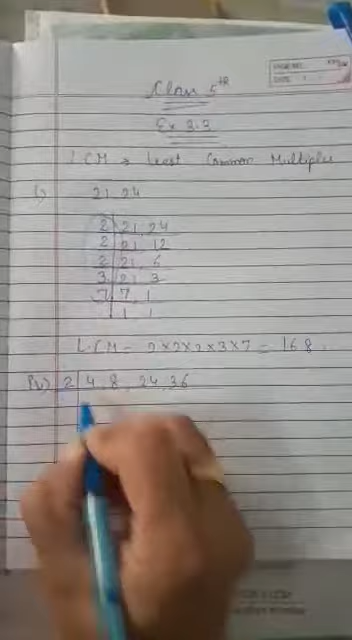 Class 5th
Ex 2.2
LCM → Least Common Multiples
i) 21, 24
2 | 21, 24
2 | 21, 12
2 | 21, 6
3 | 21, 3
7 | 7, 1
1, 1
L.C.M = 2×2×2×3×7 = 168
iv) 2 | 4, 8, 24, 36